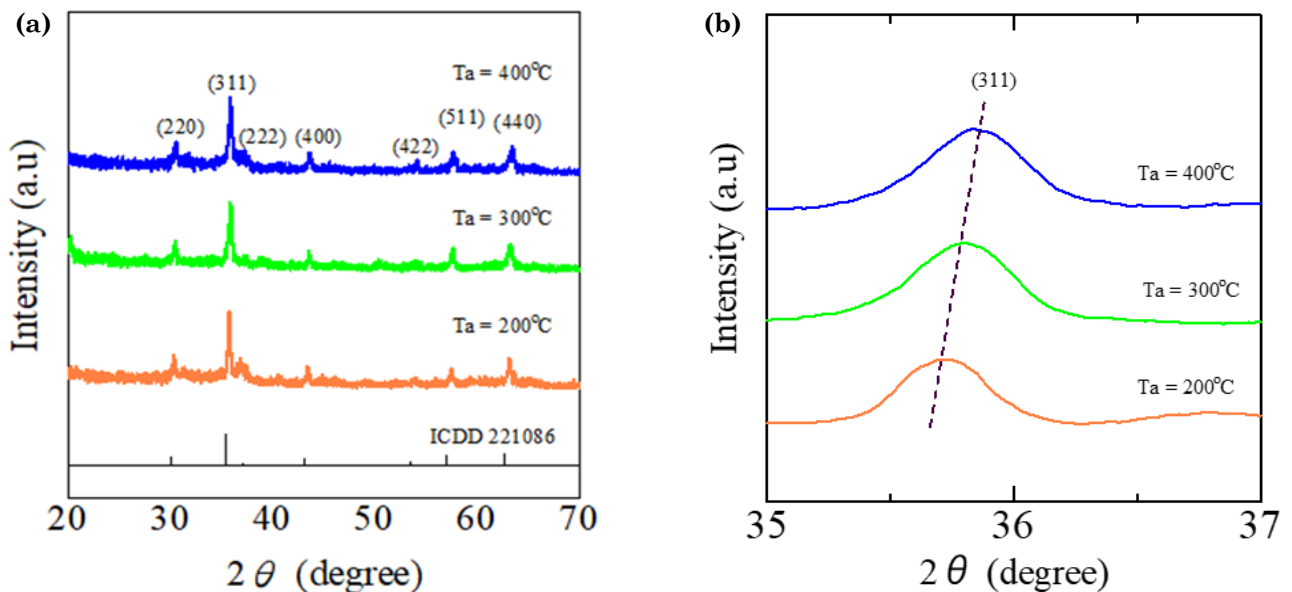 (a)
Ta = 400°C
(311)
(220)
(222)
(400)
(422)
(511)
(440)
Ta = 300°C
Ta = 200°C
ICDD 221086
Intensity (a.u)
20 30 40 50 60 70
2 θ (degree)
(b)
(311)
Ta = 400°C
Ta = 300°C
Ta = 200°C
Intensity (a.u)
35 36 37
2 θ (degree)